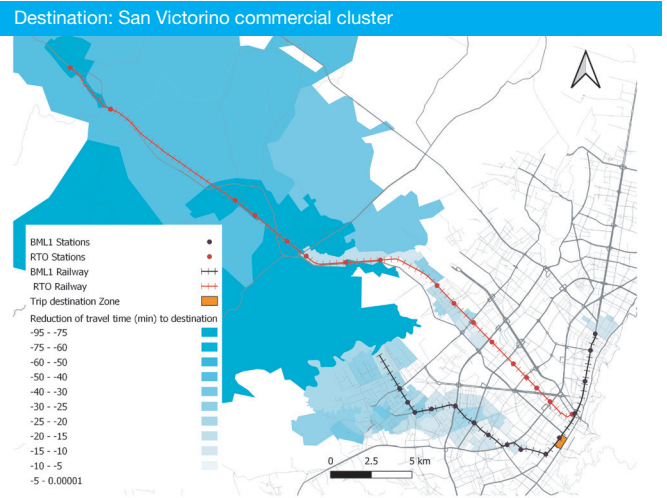 Destination: San Victorino commercial cluster
BML1 Stations
RTO Stations
BML1 Railway
RTO Railway
Trip destination Zone
Reduction of travel time (min) to destination
-95 - -75
-75 - -60
-60 - -50
-50 - -40
-40 - -30
-30 - -25
-25 - -20
-20 - -15
-15 - -10
-10 - -5
-5 - 0.00001
0 2.5 5 km